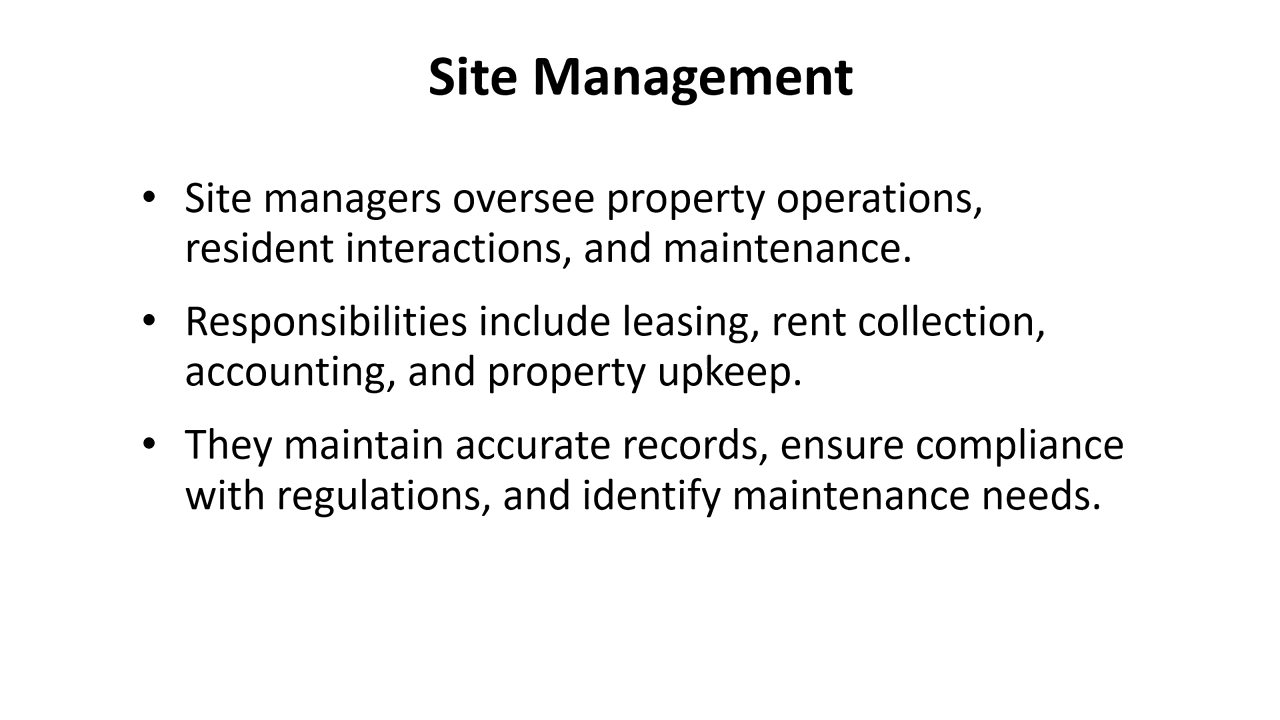 Site Management
• Site managers oversee property operations,
resident interactions, and maintenance.
• Responsibilities include leasing, rent collection,
accounting, and property upkeep.
• They maintain accurate records, ensure compliance
with regulations, and identify maintenance needs.